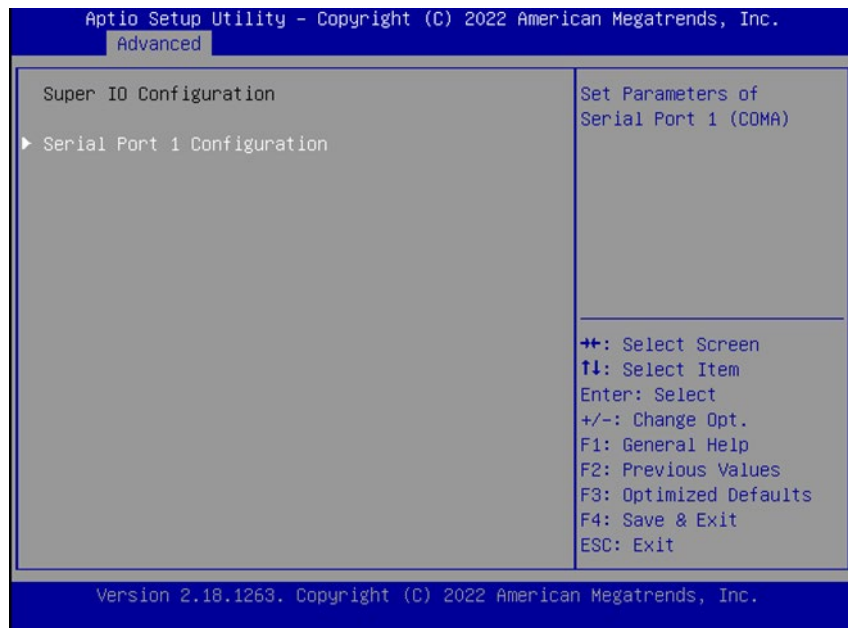 Aptio Setup Utility – Copyright (C) 2022 American Megatrends, Inc.
Advanced
Super IO Configuration
▶ Serial Port 1 Configuration
Set Parameters of
Serial Port 1 (COMA)
→←: Select Screen
↑↓: Select Item
Enter: Select
+/-: Change Opt.
F1: General Help
F2: Previous Values
F3: Optimized Defaults
F4: Save & Exit
ESC: Exit
Version 2.18.1263. Copyright (C) 2022 American Megatrends, Inc.